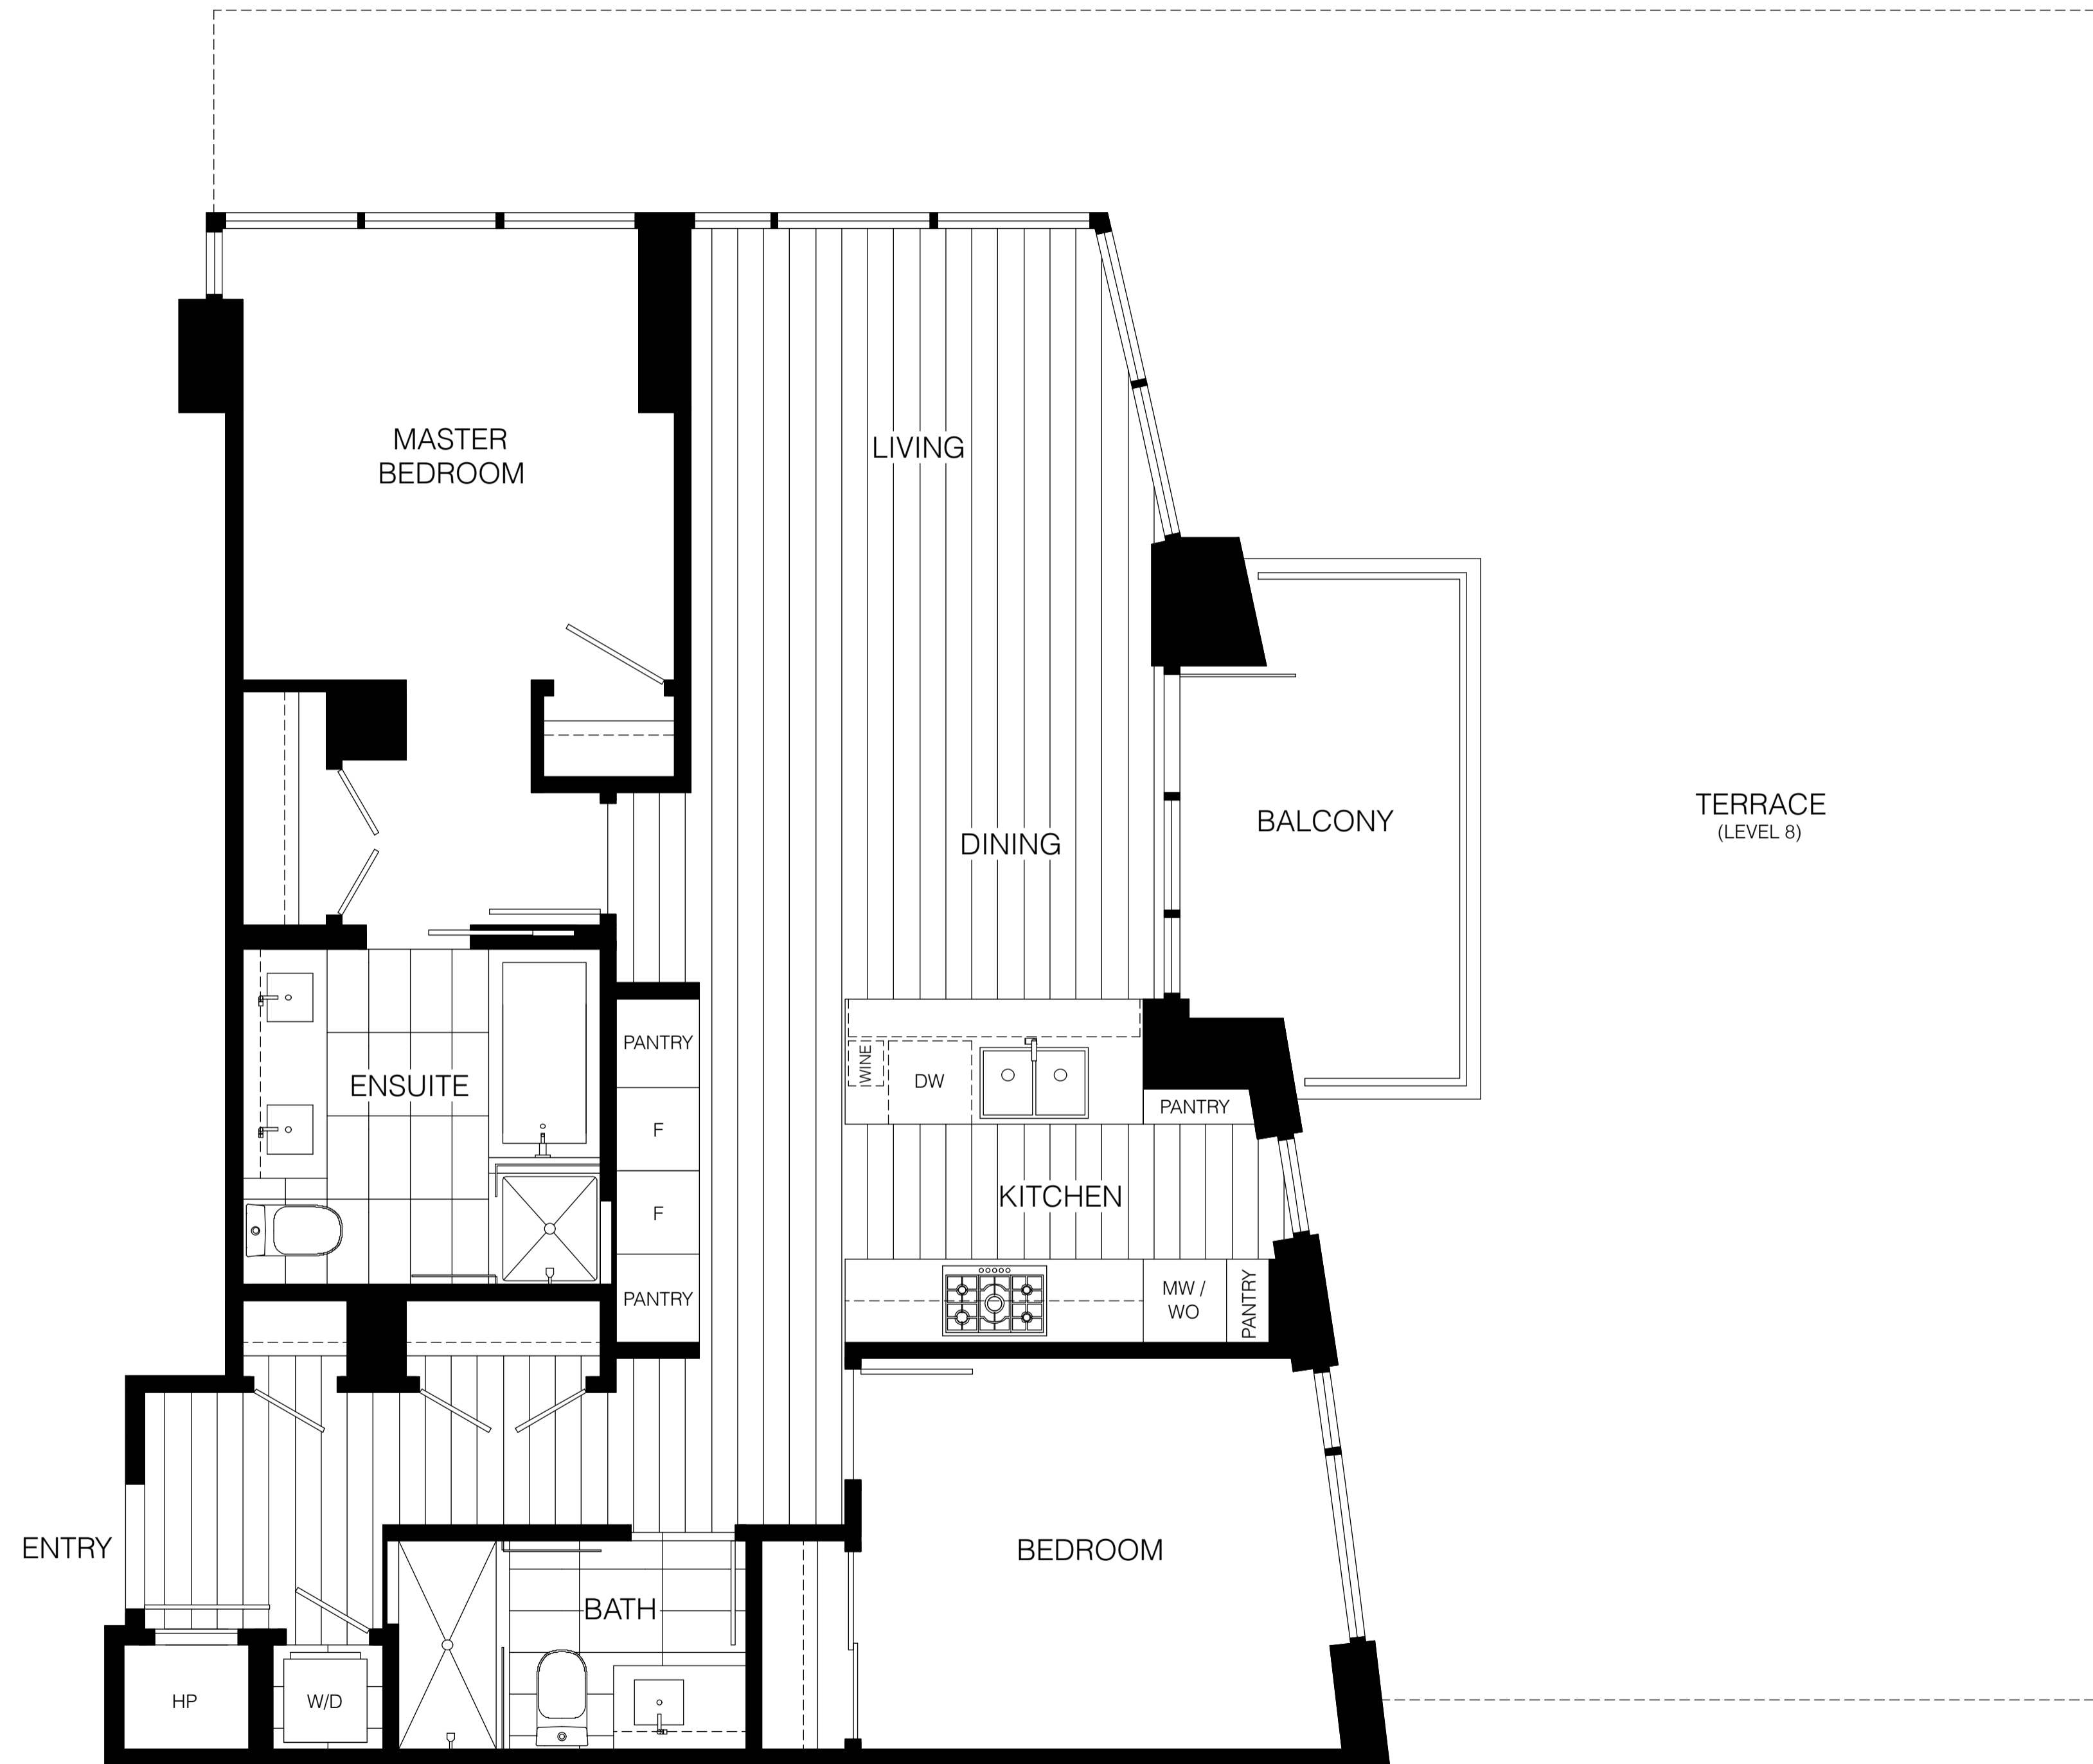 MASTER
BEDROOM
LIVING
DINING
BALCONY
TERRACE
(LEVEL 8)
PANTRY
WINE
DW
ENSUITE
PANTRY
F
F
KITCHEN
PANTRY
MW /
WO
PANTRY
ENTRY
BEDROOM
BATH
HP
W/D